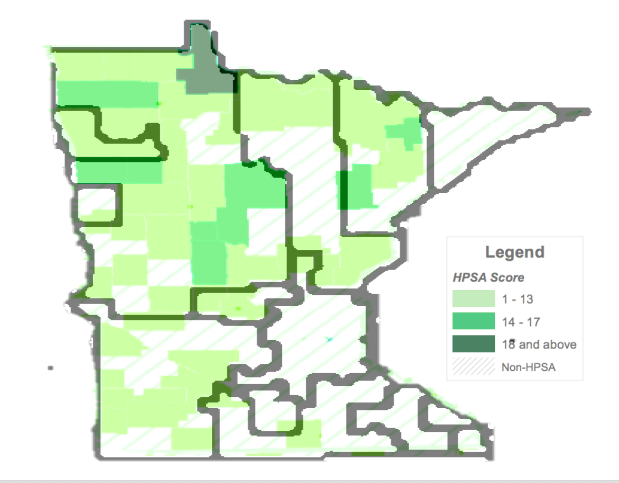 Legend
HPSA Score
1 - 13
14 - 17
18 and above
Non-HPSA